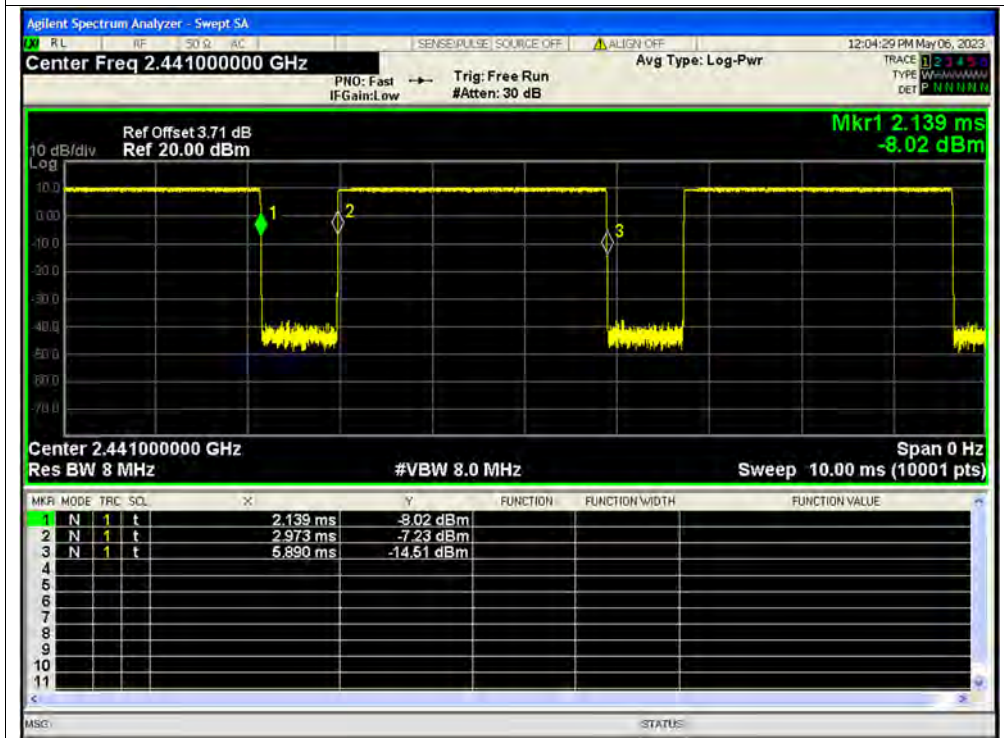 Agilent Spectrum Analyzer - Swept SA
RL RF 50 Ω AC SENSE:PULSE SOURCE OFF ALIGN OFF 12:04:29 PM May 06, 2023
Center Freq 2.441000000 GHz Avg Type: Log-Pwr TRACE 1 2 3 4 5 6
PNO: Fast Trig: Free Run TYPE W
IFGain:Low #Atten: 30 dB DET P N N N N N
Mkr1 2.139 ms
-8.02 dBm
Ref Offset 3.71 dB
10 dB/div Ref 20.00 dBm
Log
10.0
0.00
-10.0
-20.0
-30.0
-40.0
-50.0
-60.0
-70.0
1
2
3
Center 2.441000000 GHz Span 0 Hz
Res BW 8 MHz #VBW 8.0 MHz Sweep 10.00 ms (10001 pts)
MKR MODE TRC SCL X Y FUNCTION FUNCTION WIDTH FUNCTION VALUE
1 N 1 t 2.139 ms -8.02 dBm
2 N 1 t 2.973 ms -7.23 dBm
3 N 1 t 5.890 ms -14.51 dBm
4
5
6
7
8
9
10
11
MSG STATUS